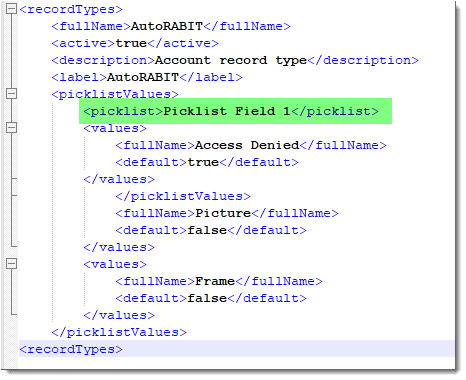 <recordTypes>
<fullName>AutoRABIT</fullName>
<active>true</active>
<description>Account record type</description>
<label>AutoRABIT</label>
<picklistValues>
<picklist>Picklist Field 1</picklist>
<values>
<fullName>Access Denied</fullName>
<default>true</default>
</values>
</picklistValues>
<fullName>Picture</fullName>
<default>false</default>
</values>
<values>
<fullName>Frame</fullName>
<default>false</default>
</values>
</picklistValues>
<recordTypes>